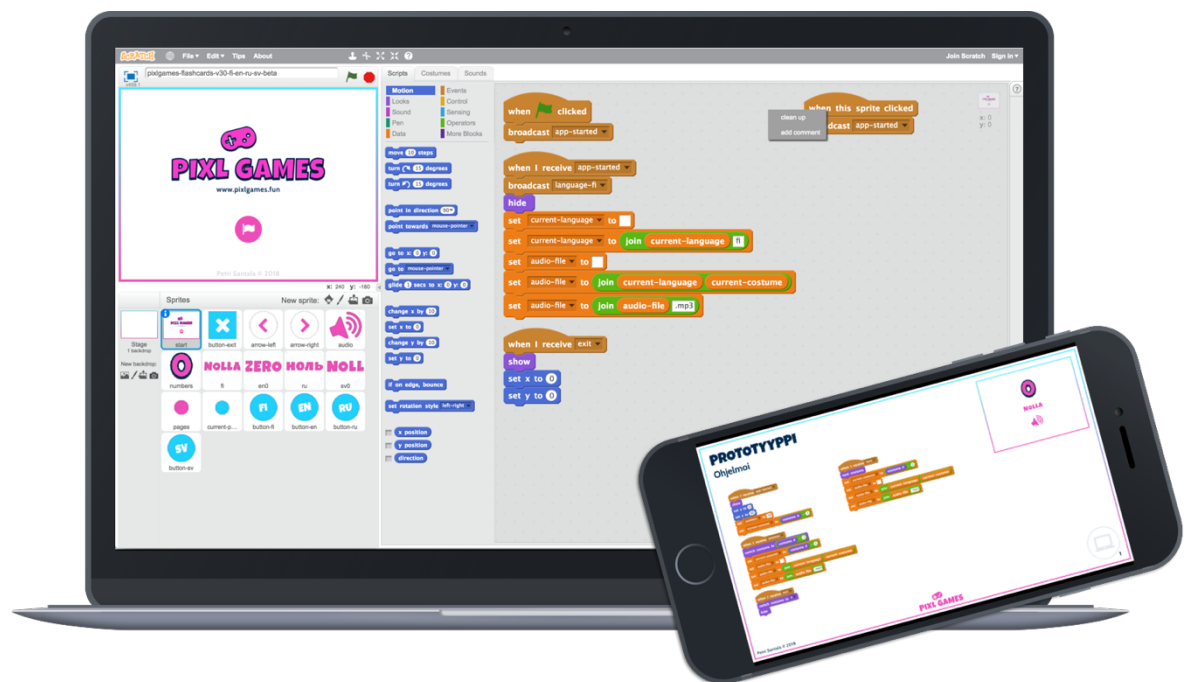 SCRATCH File▾ Edit▾ Tips About Join Scratch Sign in▾
pixlgames-flashcards-v30-fi-en-ru-sv-beta
PIXL GAMES
www.pixlgames.fun
Petri Sarmala © 2018
x: 240 y: -180
Sprites New sprite:
Stage
1 backdrop
New backdrop:
PIXL GAMES
start
button-exit
arrow-left
arrow-right
audio
0
NOLLA
ZERO
НОЛЬ
NOLL
numbers
fi
en0
ru
sv0
FI
EN
RU
pages
current-p...
button-fi
button-en
button-ru
SV
button-sv
Scripts Costumes Sounds
Motion Events
Looks Control
Sound Sensing
Pen Operators
Data More Blocks
move 10 steps
turn 15 degrees
turn 15 degrees
point in direction 90▾
point towards mouse-pointer
go to x: 0 y: 0
go to mouse-pointer
glide 1 secs to x: 0 y: 0
change x by 10
set x to 0
change y by 10
set y to 0
if on edge, bounce
set rotation style left-right
x position
y position
direction
when clicked
broadcast app-started
when I receive app-started
broadcast language-fi
hide
set current-language to
set current-language to join current-language fi
set audio-file to
set audio-file to join current-language current-costume
set audio-file to join audio-file .mp3
when I receive exit
show
set x to 0
set y to 0
when this sprite clicked
dcast app-started
clean up
add comment
x: 0
y: 0
PROTOTYYPPI
Ohjelmoi
0
NOLLA
PIXL GAMES
1